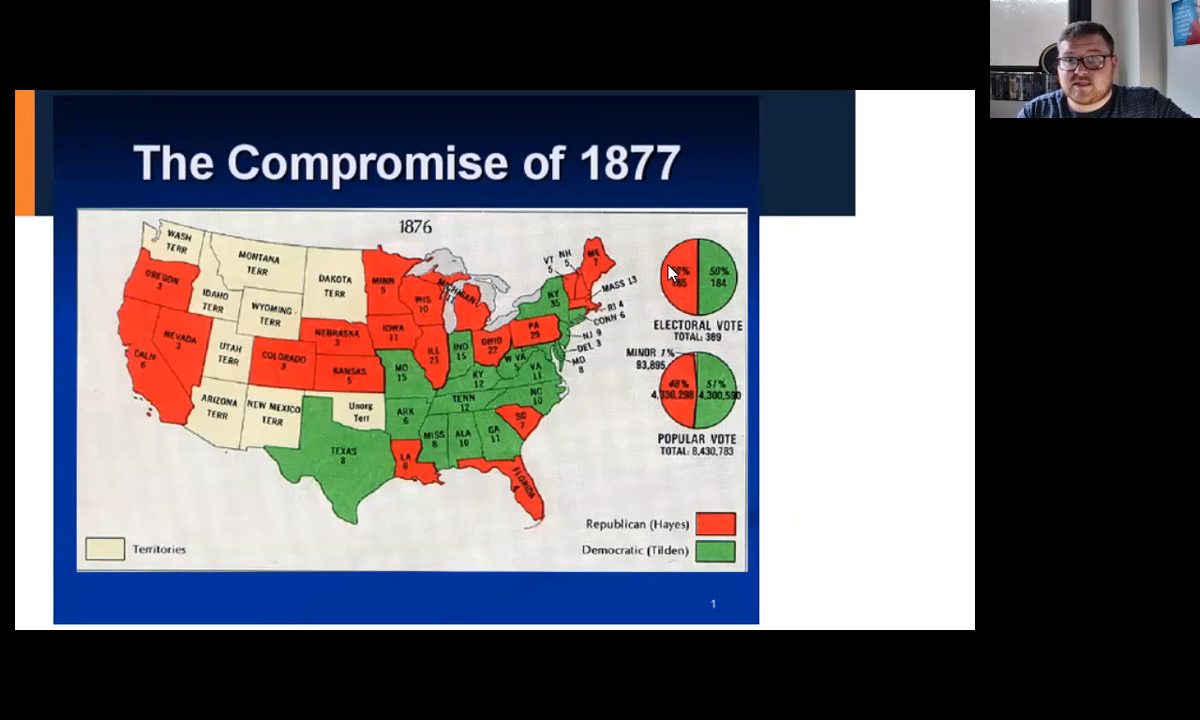 The Compromise of 1877
1876
WASH
TERR
MONTANA
TERR
DAKOTA
TERR
IDAHO
TERR
WYOMING
TERR
UTAH
TERR
ARIZONA
TERR
NEW MEXICO
TERR
Unorg
Terr
OREGON
3
NEVADA
3
CALIF
6
COLORADO
3
NEBRASKA
3
KANSAS
5
MINN
5
IOWA
11
WIS
10
MICHIGAN
11
ILL
21
IND
15
OHIO
22
PA
29
NY
35
VT
5
NH
5
ME
7
MASS 13
RI 4
CONN 6
NJ 9
DEL 3
MD
8
W VA
5
VA
11
KY
12
MO
15
ARK
6
TENN
12
NC
10
SC
7
GA
11
ALA
10
MISS
8
LA
8
TEXAS
8
FLORIDA
50%
184
ELECTORAL VOTE
TOTAL: 369
MINOR 1%
93,895
48%
51%
POPULAR VOTE
TOTAL: 8,430,783
Republican (Hayes)
Democratic (Tilden)
Territories
1